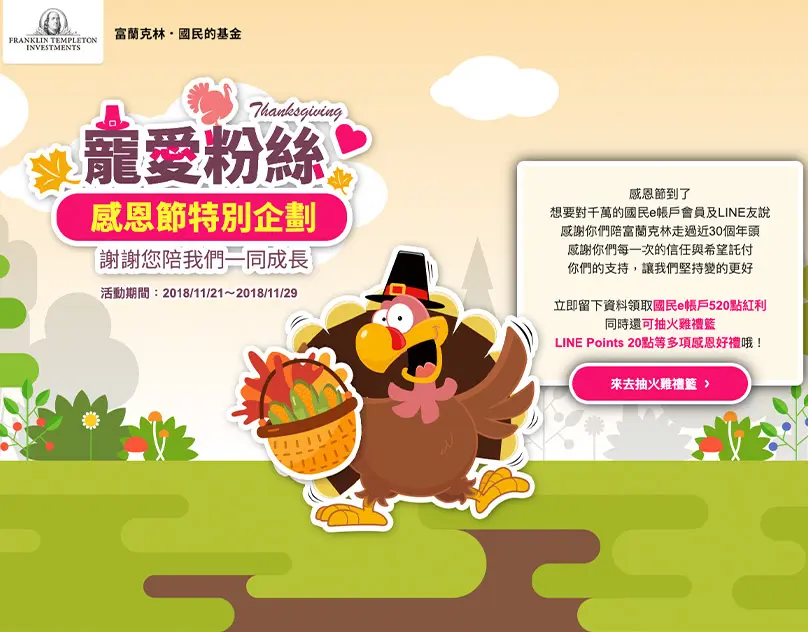 FRANKLIN TEMPLETON
INVESTMENTS
富蘭克林・國民的基金
Thanksgiving
寵愛粉絲
感恩節特別企劃
謝謝您陪我們一同成長
活動期間：2018/11/21～2018/11/29
感恩節到了
想要對千萬的國民e帳戶會員及LINE友說
感謝你們陪富蘭克林走過近30個年頭
感謝你們每一次的信任與希望託付
你們的支持，讓我們堅持變的更好
立即留下資料領取國民e帳戶520點紅利
同時還可抽火雞禮籃
LINE Points 20點等多項感恩好禮哦！
來去抽火雞禮籃 ›